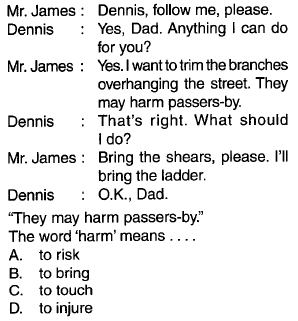 Mr. James : Dennis, follow me, please.
Dennis : Yes, Dad. Anything I can do
for you?
Mr. James : Yes. I want to trim the branches
overhanging the street. They
may harm passers-by.
Dennis : That's right. What should
I do?
Mr. James : Bring the shears, please. I'll
bring the ladder.
Dennis : O.K., Dad.
"They may harm passers-by."
The word 'harm' means . . . .
A. to risk
B. to bring
C. to touch
D. to injure